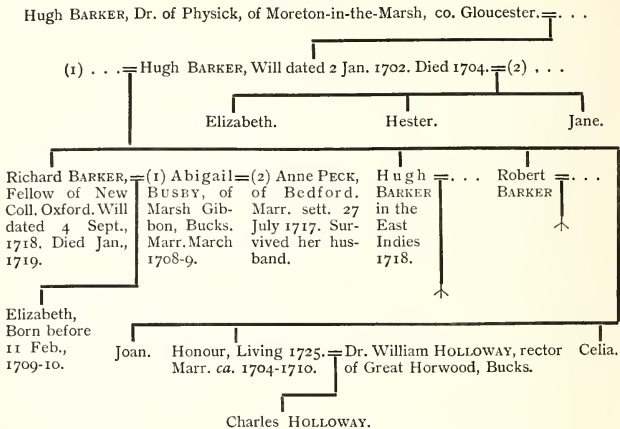 Hugh BARKER, Dr. of Physick, of Moreton-in-the-Marsh, co. Gloucester.=. . .
(1) . . .=Hugh BARKER, Will dated 2 Jan. 1702. Died 1704.=(2) . . .
Elizabeth. Hester. Jane.
Richard BARKER,=
Fellow of New
Coll. Oxford. Will
dated 4 Sept.,
1718. Died Jan.,
1719.
(1) Abigail=
BUSBY, of
Marsh Gib-
bon, Bucks.
Marr. March
1708-9.
(2) Anne PECK,
of Bedford.
Marr. sett. 27
July 1717. Sur-
vived her hus-
band.
Hugh =. . .
BARKER
in the
East
Indies
1718.
Robert =. . .
BARKER
Elizabeth,
Born before
11 Feb.,
1709-10.
Joan.
Honour, Living 1725.=
Marr. ca. 1704-1710.
Dr. William HOLLOWAY, rector
of Great Horwood, Bucks.
Celia.
Charles HOLLOWAY.